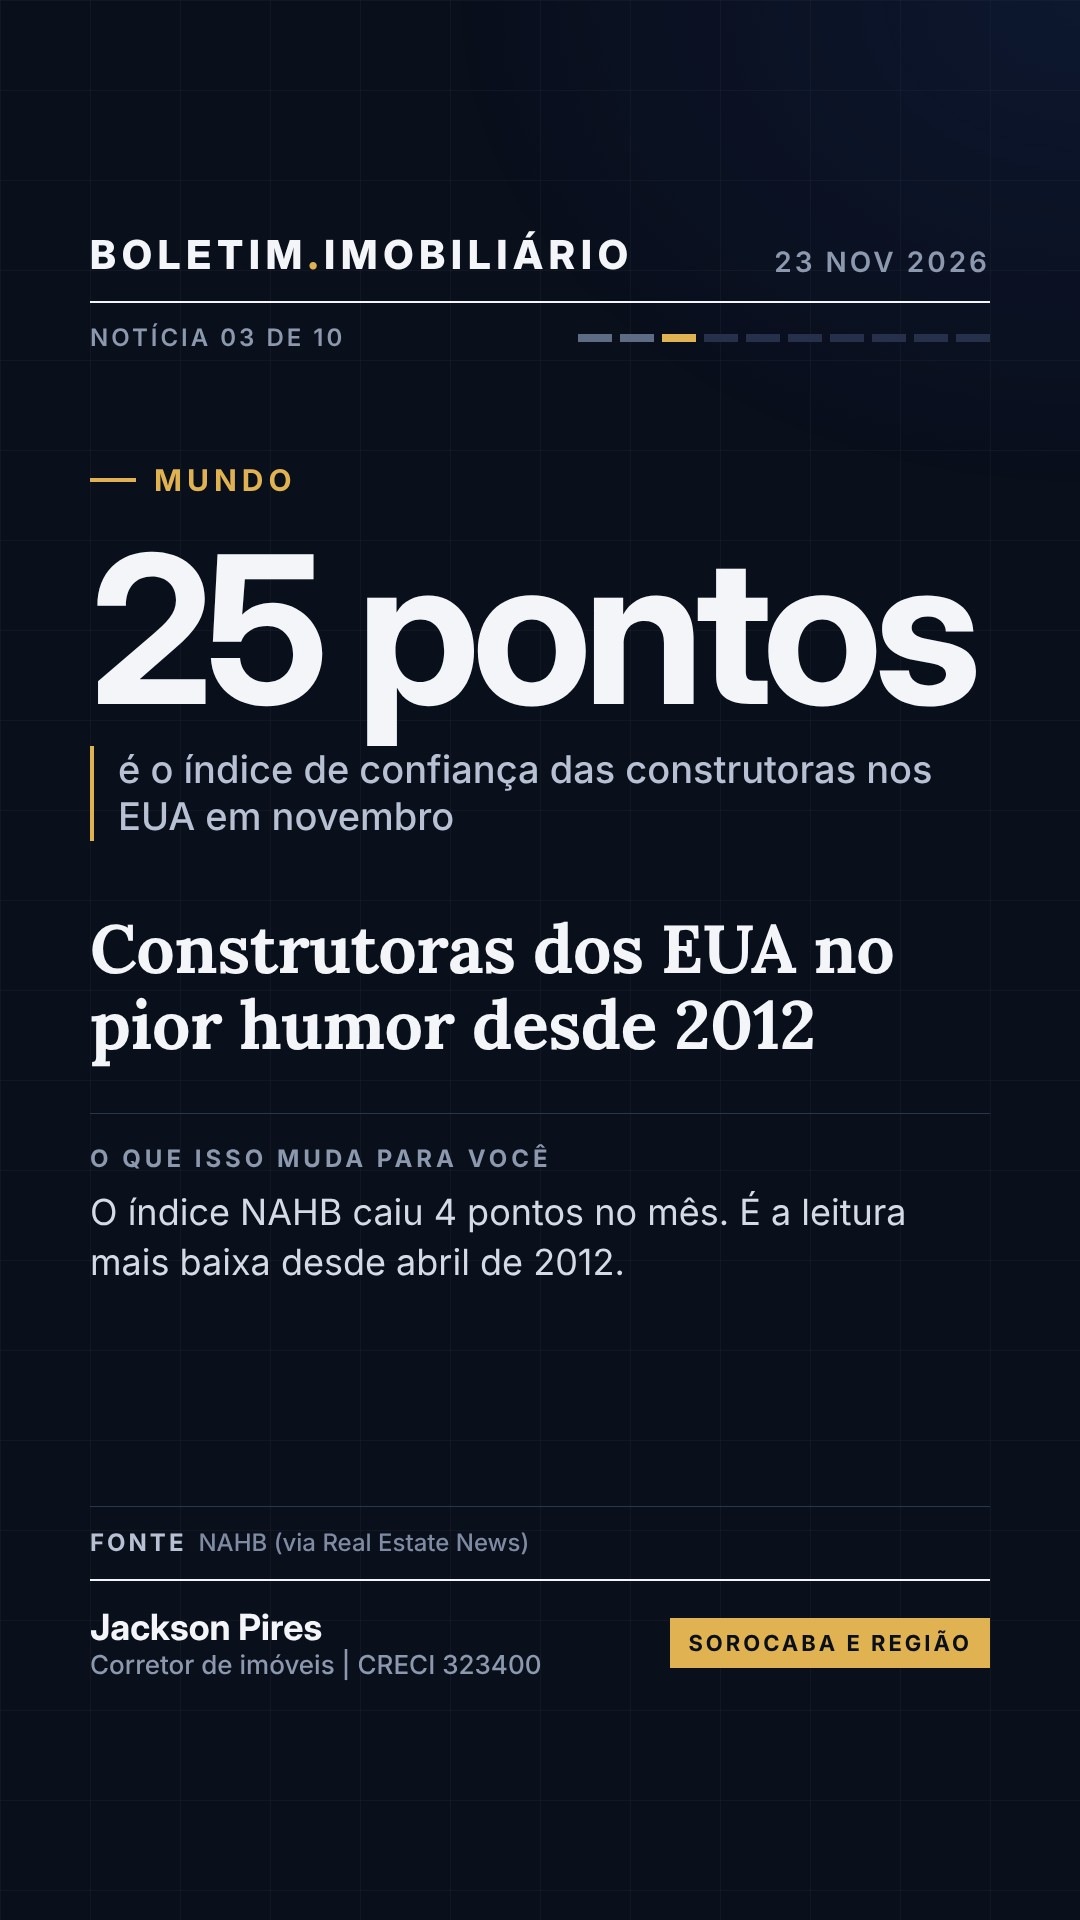 BOLETIM.IMOBILIÁRIO
23 NOV 2026
NOTÍCIA 03 DE 10
MUNDO
25 pontos
é o índice de confiança das construtoras nos
EUA em novembro
Construtoras dos EUA no
pior humor desde 2012
O QUE ISSO MUDA PARA VOCÊ
O índice NAHB caiu 4 pontos no mês. É a leitura
mais baixa desde abril de 2012.
FONTE NAHB (via Real Estate News)
Jackson Pires
Corretor de imóveis | CRECI 323400
SOROCABA E REGIÃO